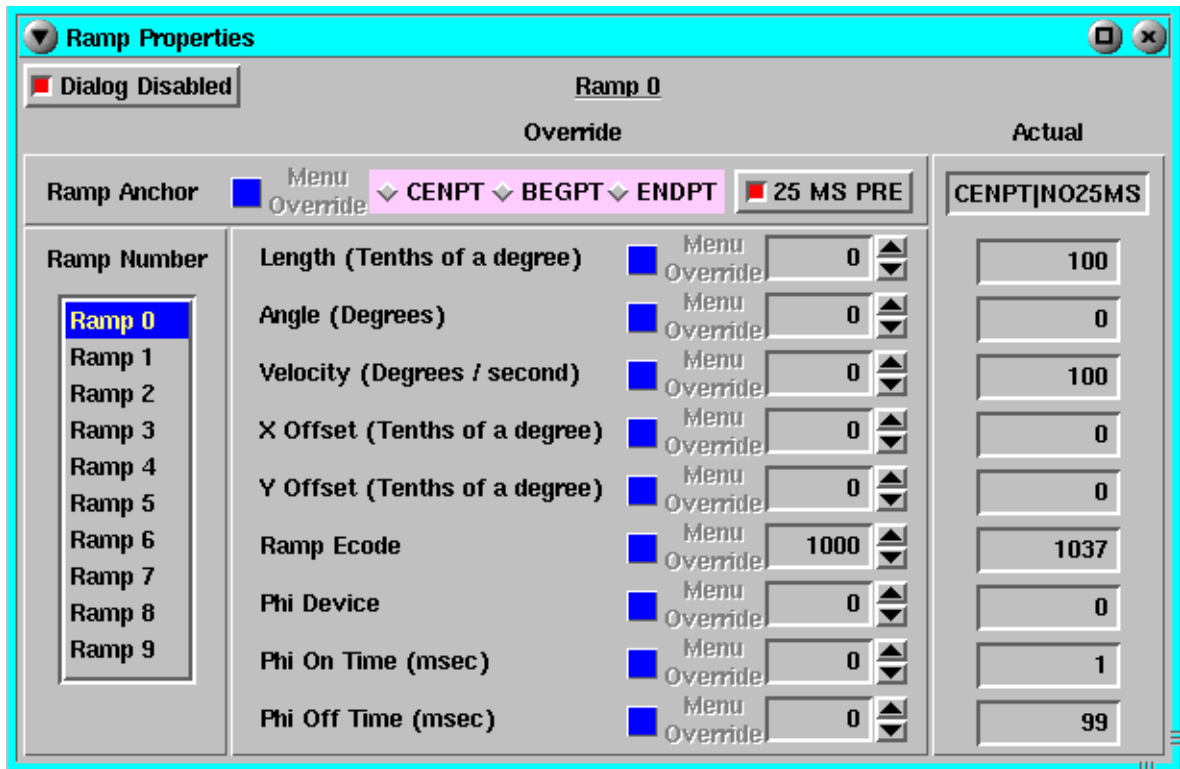 Ramp Properties
Dialog Disabled
Ramp 0
Override
Actual
Ramp Anchor
Menu
Override
CENPT BEGPT ENDPT
25 MS PRE
CENPT|NO25MS
Ramp Number
Ramp 0
Ramp 1
Ramp 2
Ramp 3
Ramp 4
Ramp 5
Ramp 6
Ramp 7
Ramp 8
Ramp 9
Length (Tenths of a degree)
Menu
Override
0
100
Angle (Degrees)
Menu
Override
0
0
Velocity (Degrees / second)
Menu
Override
0
100
X Offset (Tenths of a degree)
Menu
Override
0
0
Y Offset (Tenths of a degree)
Menu
Override
0
0
Ramp Ecode
Menu
Override
1000
1037
Phi Device
Menu
Override
0
0
Phi On Time (msec)
Menu
Override
0
1
Phi Off Time (msec)
Menu
Override
0
99